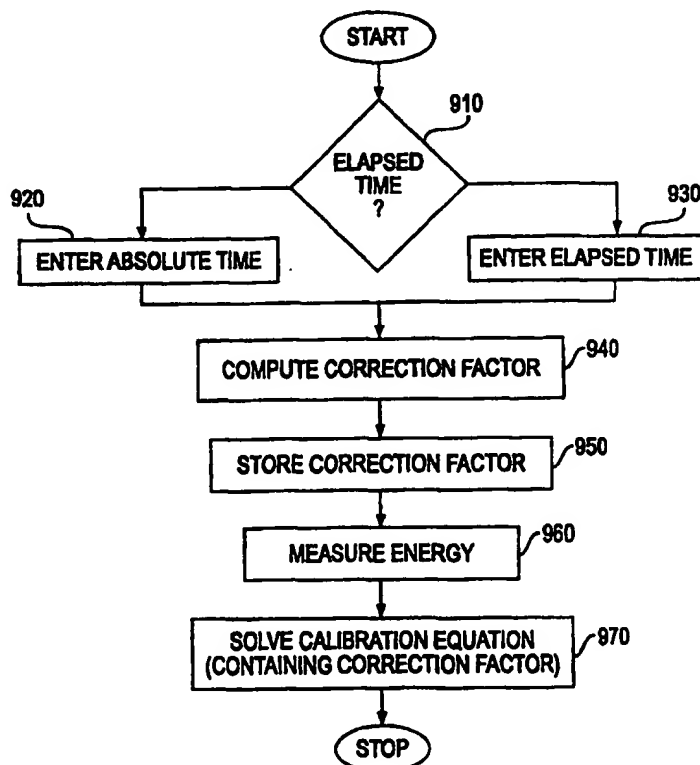 START
910
ELAPSED
TIME
?
920
930
ENTER ABSOLUTE TIME
ENTER ELAPSED TIME
COMPUTE CORRECTION FACTOR
940
STORE CORRECTION FACTOR
950
MEASURE ENERGY
960
SOLVE CALIBRATION EQUATION
(CONTAINING CORRECTION FACTOR)
970
STOP